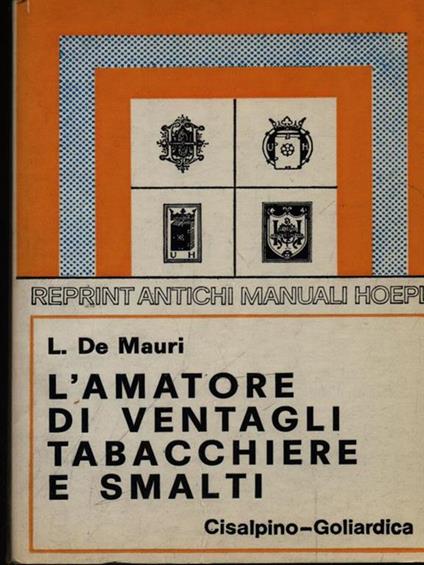 U H
U H
REPRINT ANTICHI MANUALI HOEPL
L. De Mauri
L'AMATORE
DI VENTAGLI
TABACCHIERE
E SMALTI
Cisalpino-Goliardica